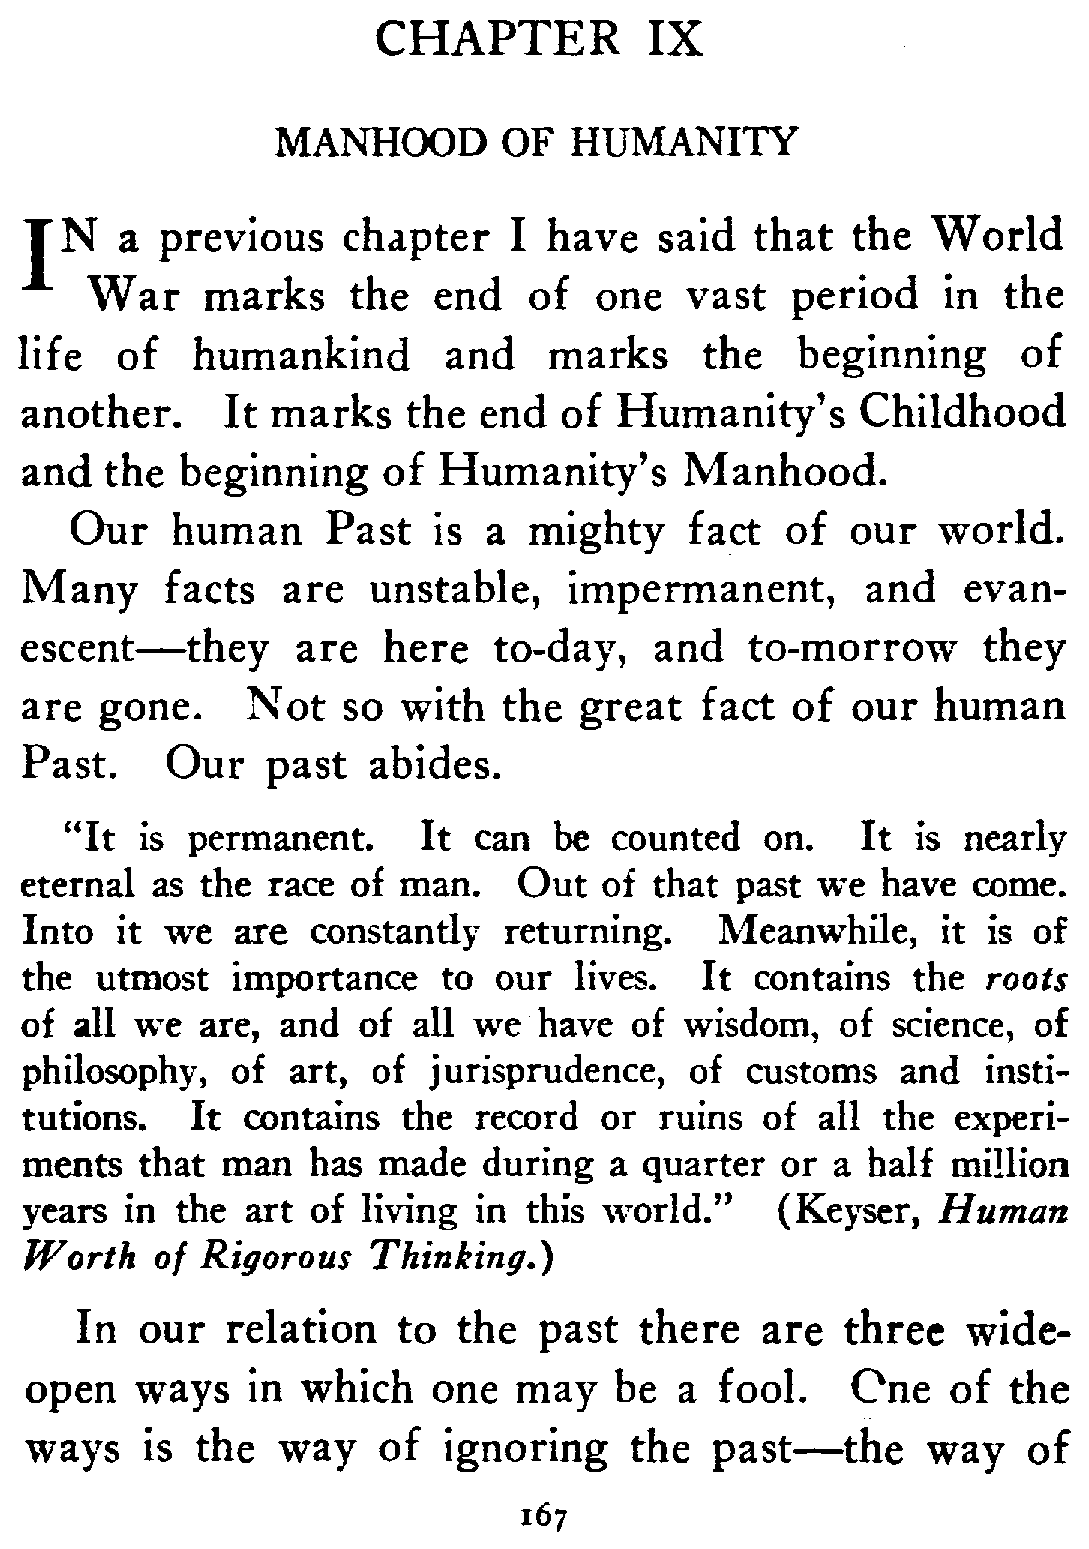 CHAPTER IX
MANHOOD OF HUMANITY
IN a previous chapter I have said that the World
War marks the end of one vast period in the
life of humankind and marks the beginning of
another. It marks the end of Humanity's Childhood
and the beginning of Humanity's Manhood.
Our human Past is a mighty fact of our world.
Many facts are unstable, impermanent, and evan-
escent—they are here to-day, and to-morrow they
are gone. Not so with the great fact of our human
Past. Our past abides.
"It is permanent. It can be counted on. It is nearly
eternal as the race of man. Out of that past we have come.
Into it we are constantly returning. Meanwhile, it is of
the utmost importance to our lives. It contains the roots
of all we are, and of all we have of wisdom, of science, of
philosophy, of art, of jurisprudence, of customs and insti-
tutions. It contains the record or ruins of all the experi-
ments that man has made during a quarter or a half million
years in the art of living in this world." (Keyser, Human
Worth of Rigorous Thinking.)
In our relation to the past there are three wide-
open ways in which one may be a fool. One of the
ways is the way of ignoring the past—the way of
167